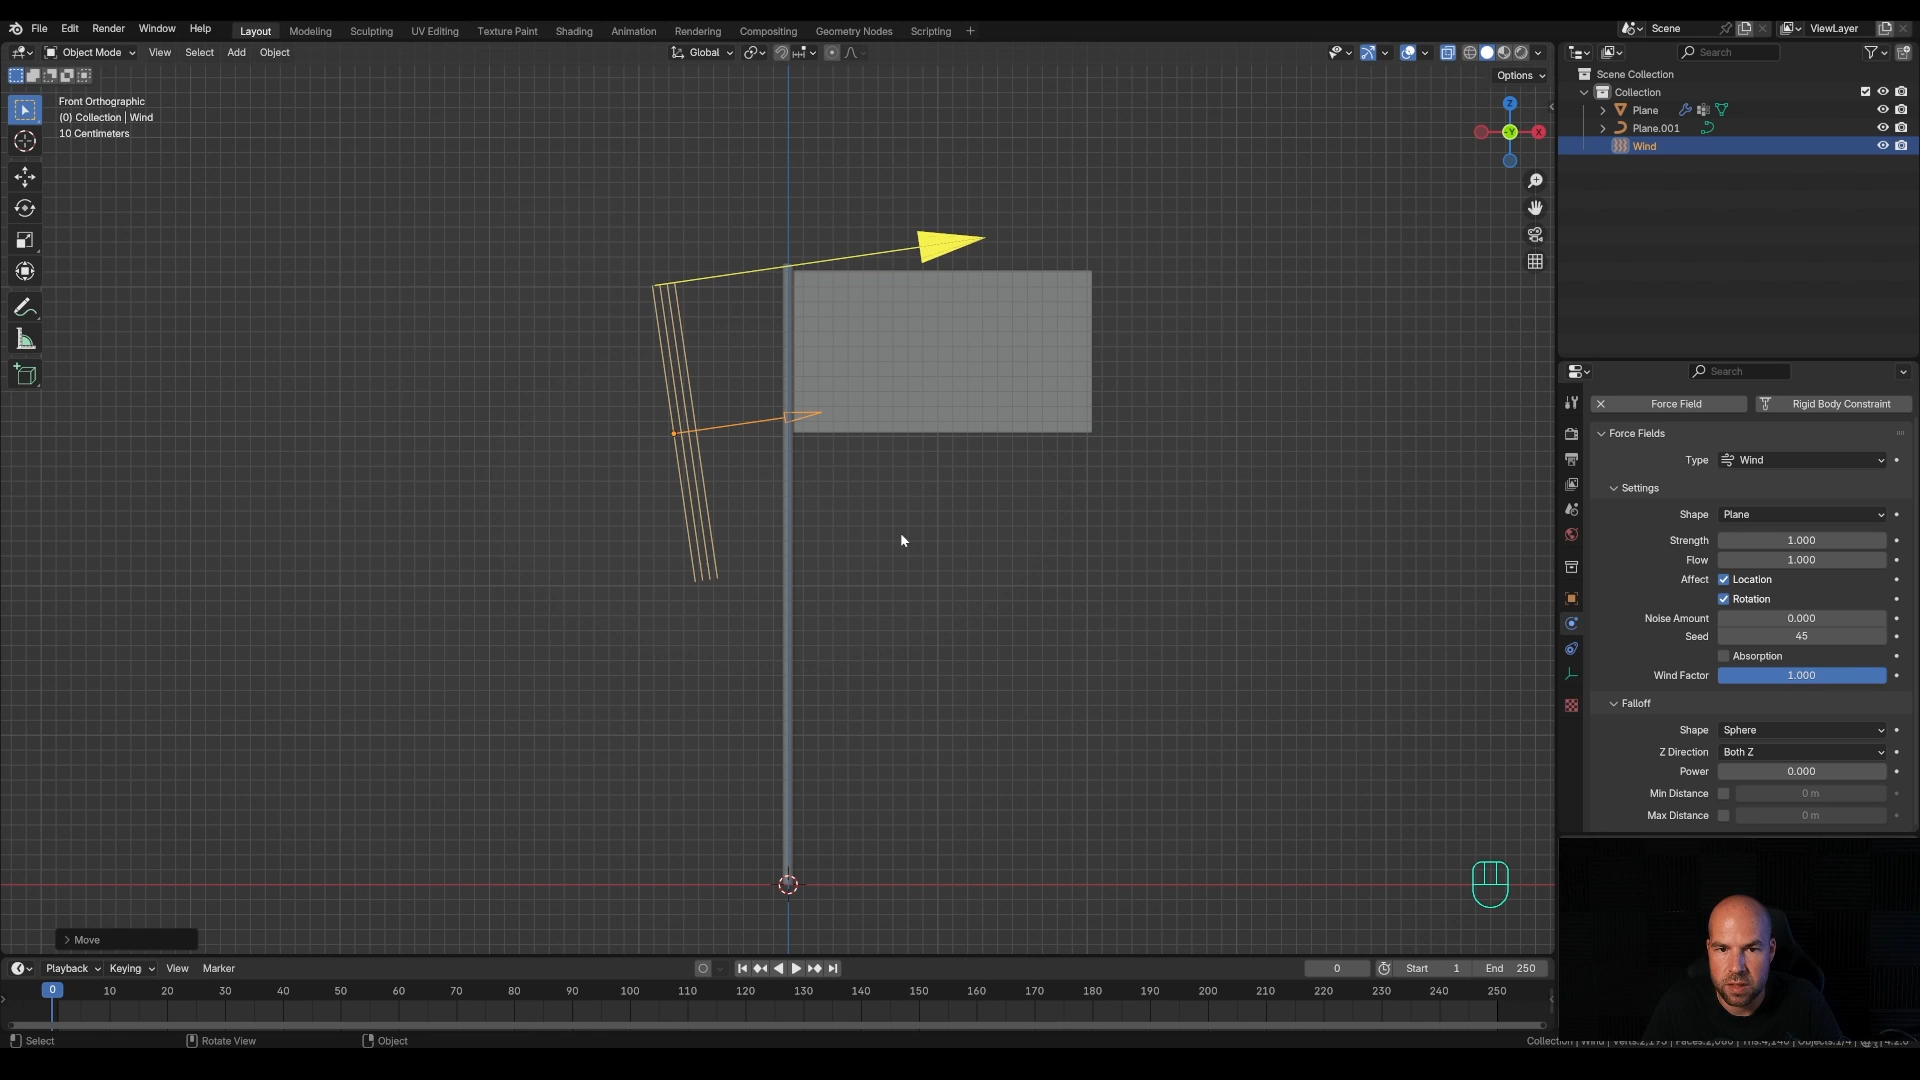 File Edit Render Window Help Layout Modeling Sculpting UV Editing Texture Paint Shading Animation Rendering Compositing Geometry Nodes Scripting + Scene ViewLayer
Object Mode View Select Add Object Global Search
Options
Front Orthographic
(0) Collection | Wind
10 Centimeters
Z
Y
X
Scene Collection
Collection
Plane
Plane.001
Wind
Search
Force Field Rigid Body Constraint
Force Fields
Type Wind
Settings
Shape Plane
Strength 1.000
Flow 1.000
Affect Location
Rotation
Noise Amount 0.000
Seed 45
Absorption
Wind Factor 1.000
Falloff
Shape Sphere
Z Direction Both Z
Power 0.000
Min Distance 0 m
Max Distance 0 m
Move
Playback Keying View Marker 0 Start 1 End 250
0 10 20 30 40 50 60 70 80 90 100 110 120 130 140 150 160 170 180 190 200 210 220 230 240 250
Select Rotate View Object